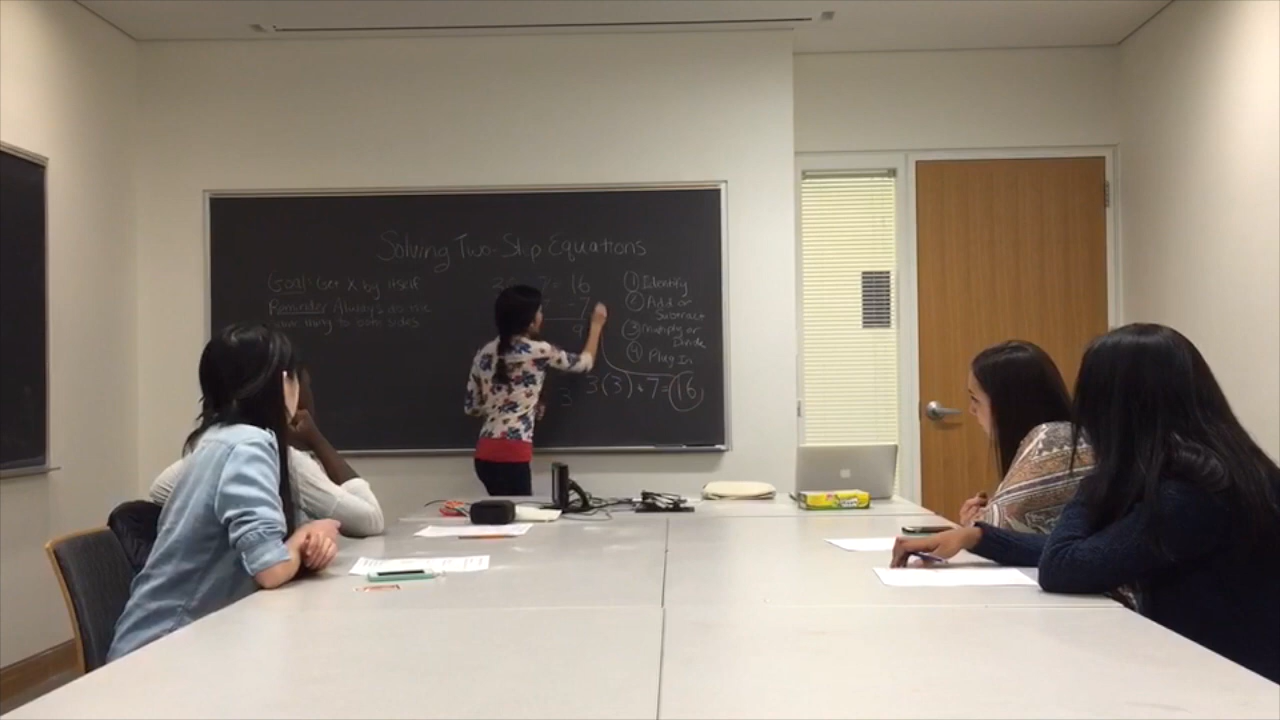 Solving Two-Step Equations
Goal: Get X by itself
Reminder: Always do the
same thing to both sides
= 16
-7
9
3
3(3)+7=16
① Identify
② Add or
Subtract
③ Multiply or
Divide
④ Plug In